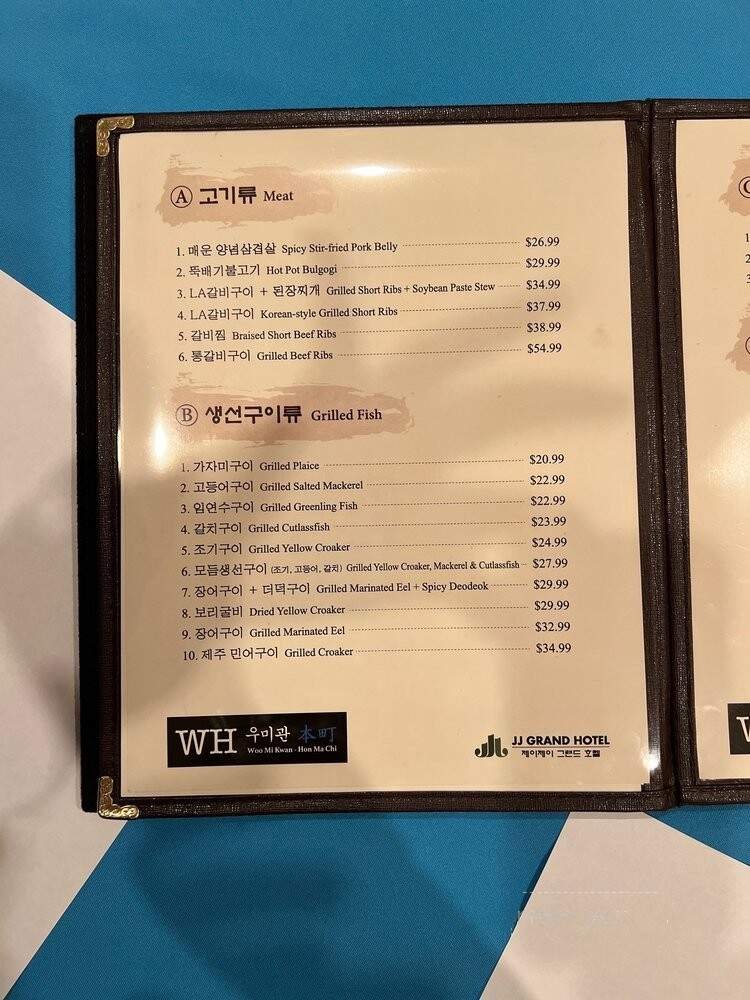 Ⓐ 고기류 Meat
1. 매운 양념삼겹살 Spicy Stir-fried Pork Belly $26.99
2. 뚝배기불고기 Hot Pot Bulgogi $29.99
3. LA갈비구이 + 된장찌개 Grilled Short Ribs + Soybean Paste Stew $34.99
4. LA갈비구이 Korean-style Grilled Short Ribs $37.99
5. 갈비찜 Braised Short Beef Ribs $38.99
6. 통갈비구이 Grilled Beef Ribs $54.99
Ⓑ 생선구이류 Grilled Fish
1. 가자미구이 Grilled Plaice $20.99
2. 고등어구이 Grilled Salted Mackerel $22.99
3. 임연수구이 Grilled Greenling Fish $22.99
4. 갈치구이 Grilled Cutlassfish $23.99
5. 조기구이 Grilled Yellow Croaker $24.99
6. 모듬생선구이 (조기, 고등어, 갈치) Grilled Yellow Croaker, Mackerel & Cutlassfish $27.99
7. 장어구이 + 더덕구이 Grilled Marinated Eel + Spicy Deodeok $29.99
8. 보리굴비 Dried Yellow Croaker $29.99
9. 장어구이 Grilled Marinated Eel $32.99
10. 제주 민어구이 Grilled Croaker $34.99
WH 우미관 本町
Woo Mi Kwan · Hon Ma Chi
JJ GRAND HOTEL
제이제이 그랜드 호텔